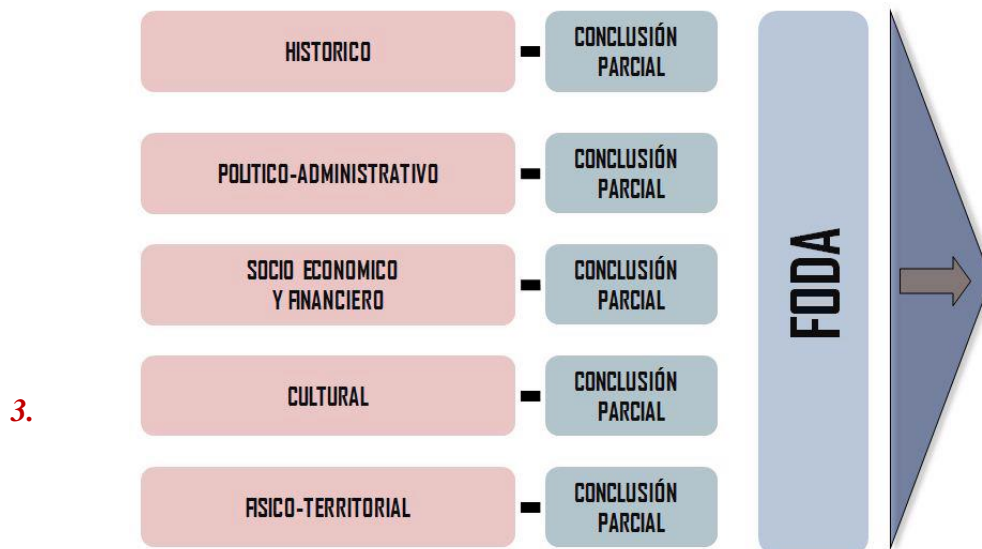 HISTÓRICO
CONCLUSIÓN
PARCIAL
POLITICO-ADMINISTRATIVO
CONCLUSIÓN
PARCIAL
SOCIO ECONOMICO
Y FINANCIERO
CONCLUSIÓN
PARCIAL
FODA
3.
CULTURAL
CONCLUSIÓN
PARCIAL
FISICO-TERRITORIAL
CONCLUSIÓN
PARCIAL